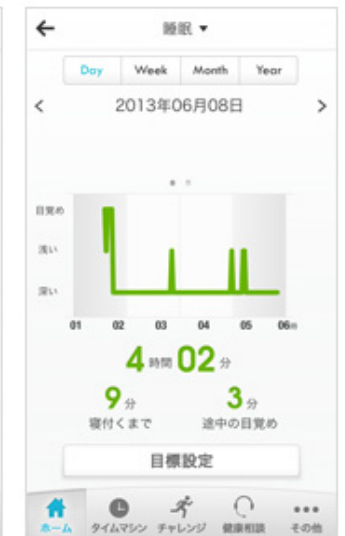 睡眠
Day Week Month Year
2013年06月08日
目覚め
浅い
深い
01 02 03 04 05 06時
4 時間 02 分
9 分 3 分
寝付くまで 途中の目覚め
目標設定
ホーム タイムマシン チャレンジ 健康相談 その他